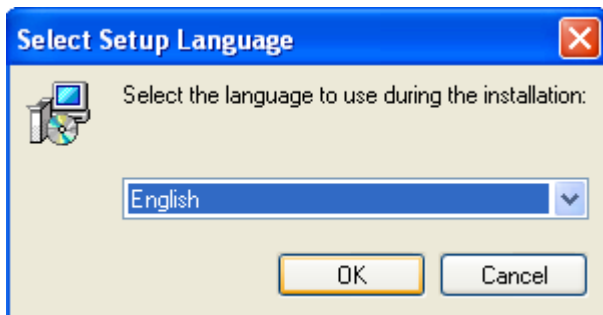 Select Setup Language
Select the language to use during the installation:
English
OK
Cancel